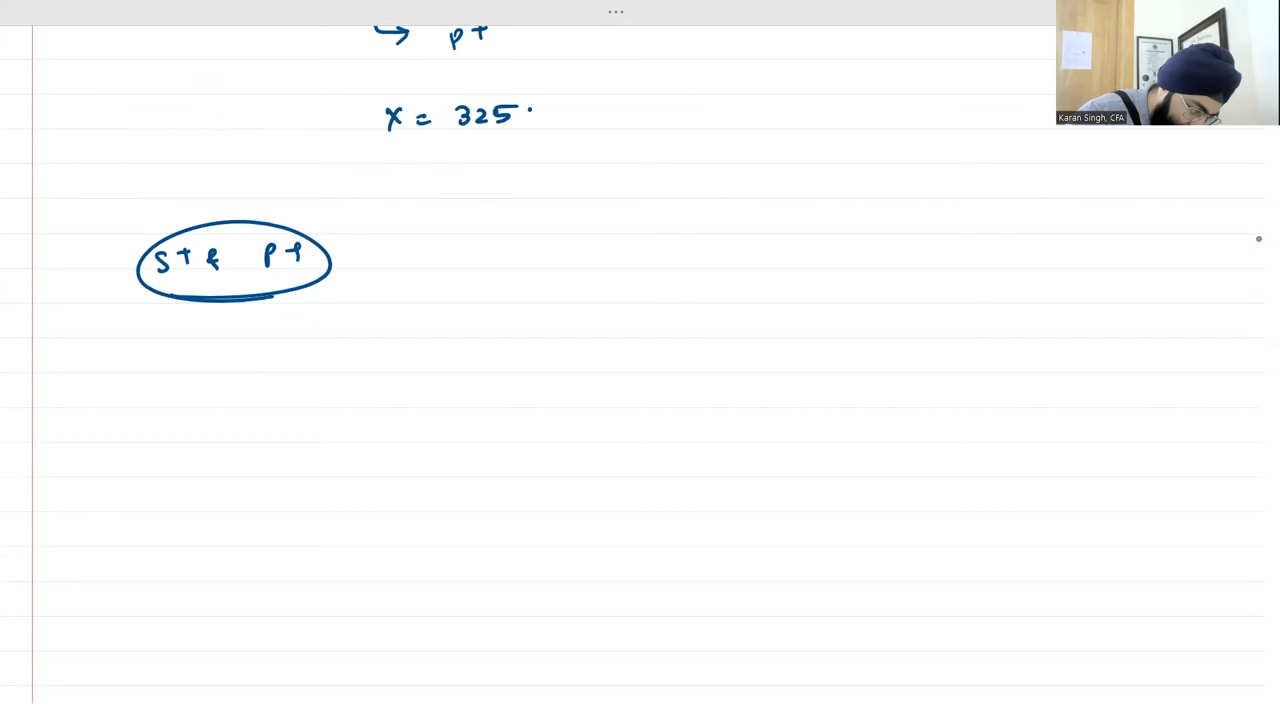 p+
x = 325.
Karan Singh, CFA
S+ & p+